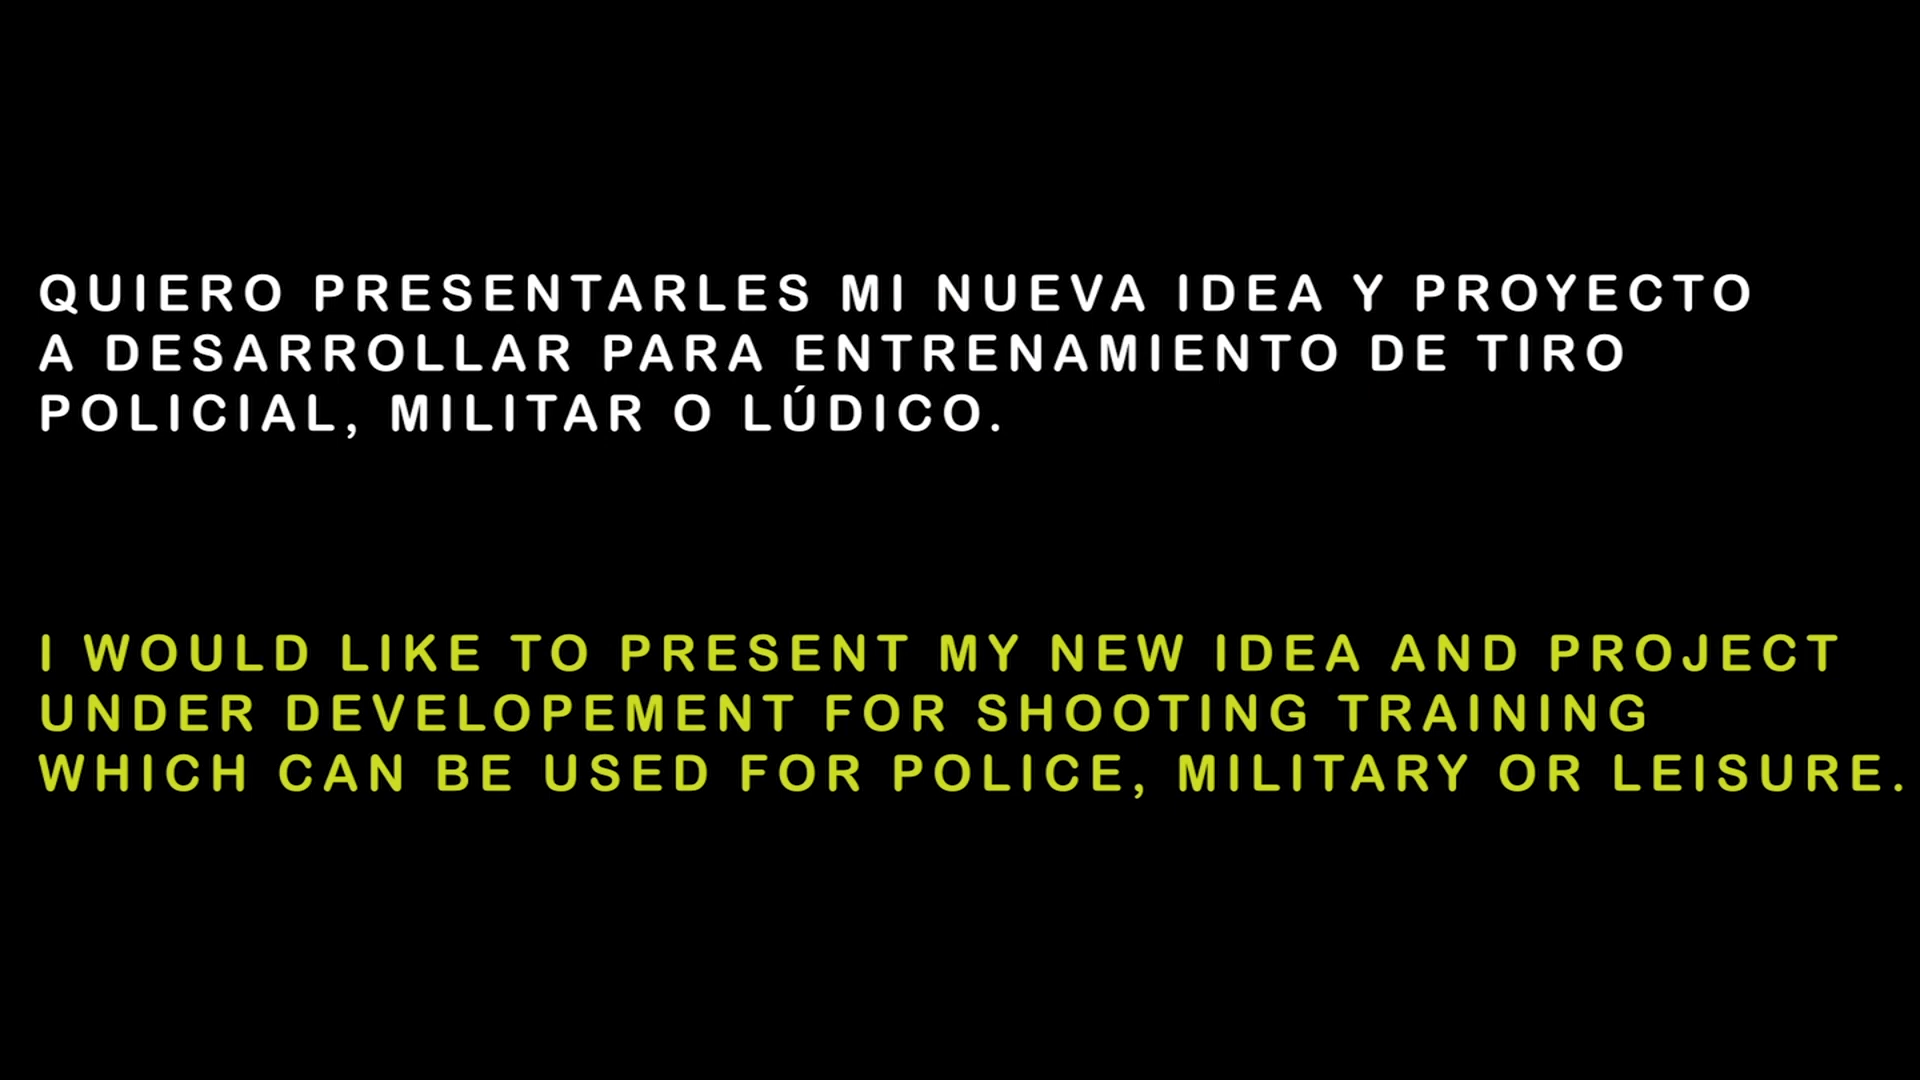 QUIERO PRESENTARLES MI NUEVA IDEA Y PROYECTO
A DESARROLLAR PARA ENTRENAMIENTO DE TIRO
POLICIAL, MILITAR O LÚDICO.
I WOULD LIKE TO PRESENT MY NEW IDEA AND PROJECT
UNDER DEVELOPEMENT FOR SHOOTING TRAINING
WHICH CAN BE USED FOR POLICE, MILITARY OR LEISURE.